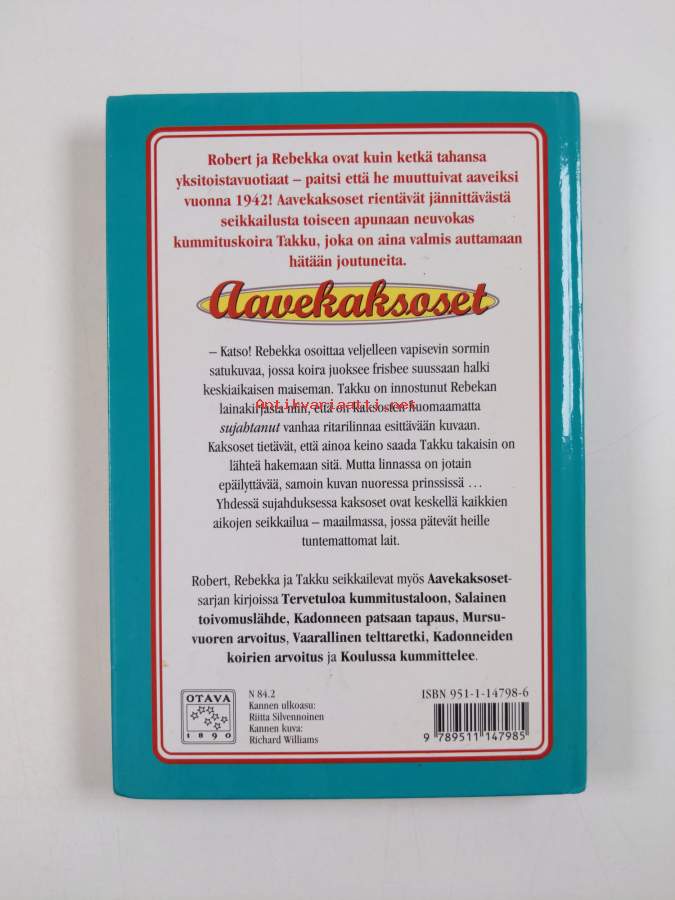 Robert ja Rebekka ovat kuin ketkä tahansa
yksitoistavuotiaat – paitsi että he muuttuivat aaveiksi
vuonna 1942! Aavekaksoset rientävät jännittävästä
seikkailusta toiseen apunaan neuvokas
kummituskoira Takku, joka on aina valmis auttamaan
hätään joutuneita.
Aavekaksoset
– Katso! Rebekka osoittaa veljelleen vapisevin sormin
satukuvaa, jossa koira juoksee frisbee suussaan halki
keskiaikaisen maiseman. Takku on innostunut Rebekan
Antikvariaatti.net
lainakirjasta niin, että on kaksosten huomaamatta
sujahtanut vanhaa ritarilinnaa esittävään kuvaan.
Kaksoset tietävät, että ainoa keino saada Takku takaisin on
lähteä hakemaan sitä. Mutta linnassa on jotain
epäilyttävää, samoin kuvan nuoressa prinssissä ...
Yhdessä sujahduksessa kaksoset ovat keskellä kaikkien
aikojen seikkailua – maailmassa, jossa pätevät heille
tuntemattomat lait.
Robert, Rebekka ja Takku seikkailevat myös Aavekaksoset-
sarjan kirjoissa Tervetuloa kummitustaloon, Salainen
toivomuslähde, Kadonneen patsaan tapaus, Mursu-
vuoren arvoitus, Vaarallinen telttaretki, Kadonneiden
koirien arvoitus ja Koulussa kummittelee.
OTAVA
1890
N 84.2
Kannen ulkoasu:
Riitta Silvennoinen
Kannen kuva:
Richard Williams
ISBN 951-1-14798-6
9 789511 147985